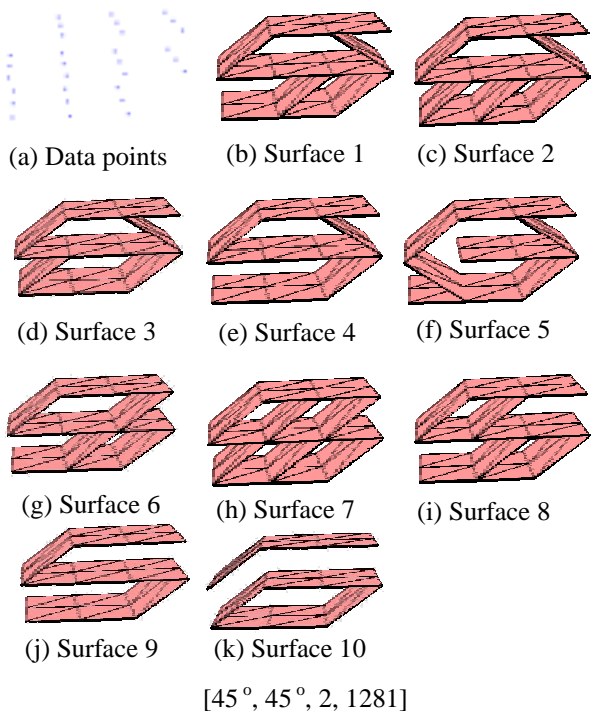 (a) Data points
(b) Surface 1
(c) Surface 2
(d) Surface 3
(e) Surface 4
(f) Surface 5
(g) Surface 6
(h) Surface 7
(i) Surface 8
(j) Surface 9
(k) Surface 10
[45°, 45°, 2, 1281]